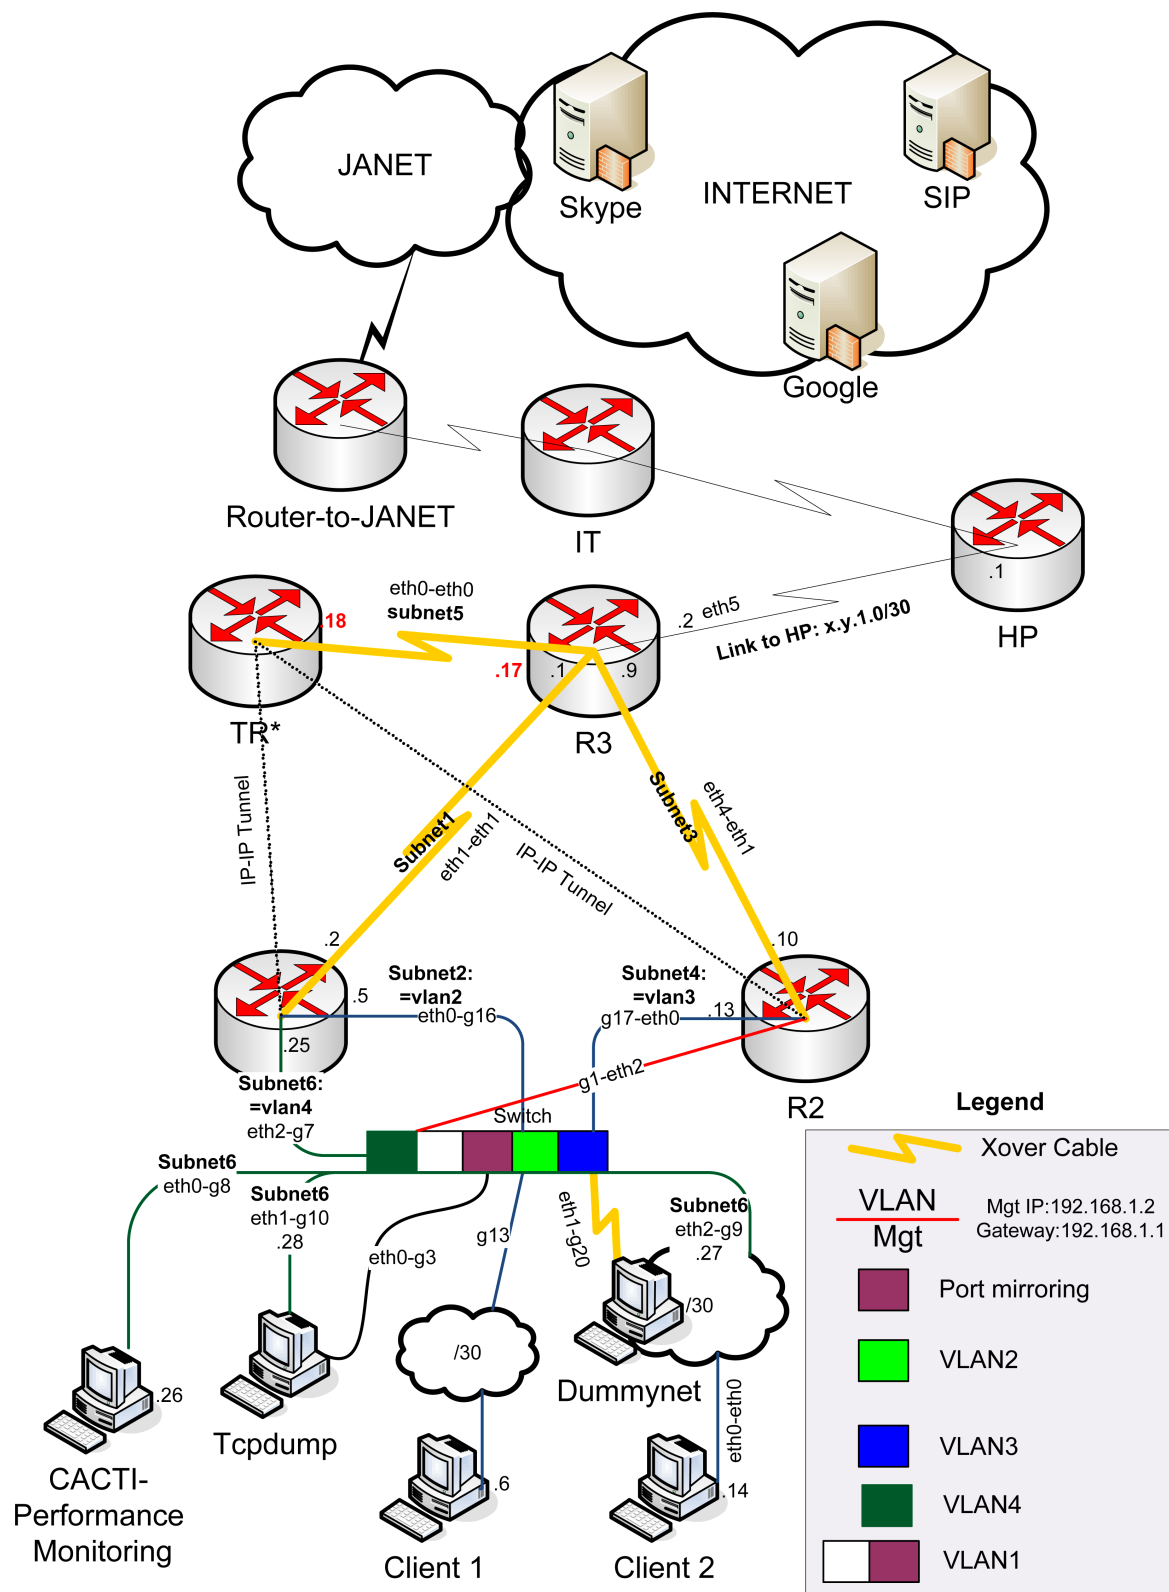 JANET
Skype
INTERNET
SIP
Google
Router-to-JANET
IT
.1
HP
eth0-eth0
subnet5
.18
.2
eth5
Link to HP: x.y.1.0/30
.17
.1
.9
TR*
R3
IP-IP Tunnel
Subnet1
eth1-eth1
IP-IP Tunnel
Subnet3
eth4-eth1
.2
.10
.5
Subnet2:
=vlan2
eth0-g16
Subnet4:
=vlan3
g17-eth0
.13
.25
g1-eth2
R2
Subnet6:
=vlan4
eth2-g7
Switch
Subnet6
eth0-g8
Subnet6
eth1-g10
.28
eth0-g3
g13
eth1-g20
Subnet6
eth2-g9
.27
/30
/30
Dummynet
.26
Tcpdump
CACTI-
Performance
Monitoring
.6
Client 1
eth0-eth0
.14
Client 2
Legend
Xover Cable
VLAN
Mgt
Mgt IP:192.168.1.2
Gateway:192.168.1.1
Port mirroring
VLAN2
VLAN3
VLAN4
VLAN1